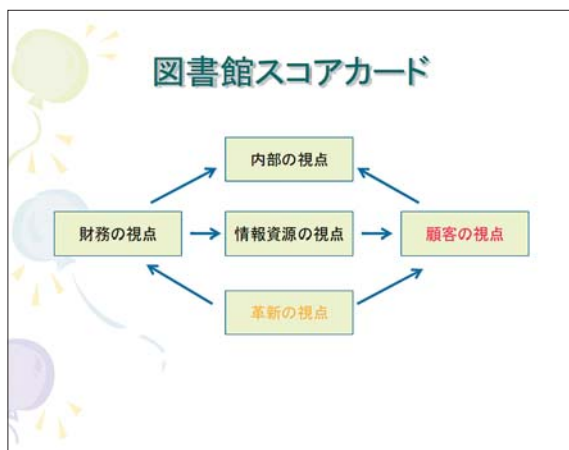 図書館スコアカード
内部の視点
財務の視点
情報資源の視点
顧客の視点
革新の視点